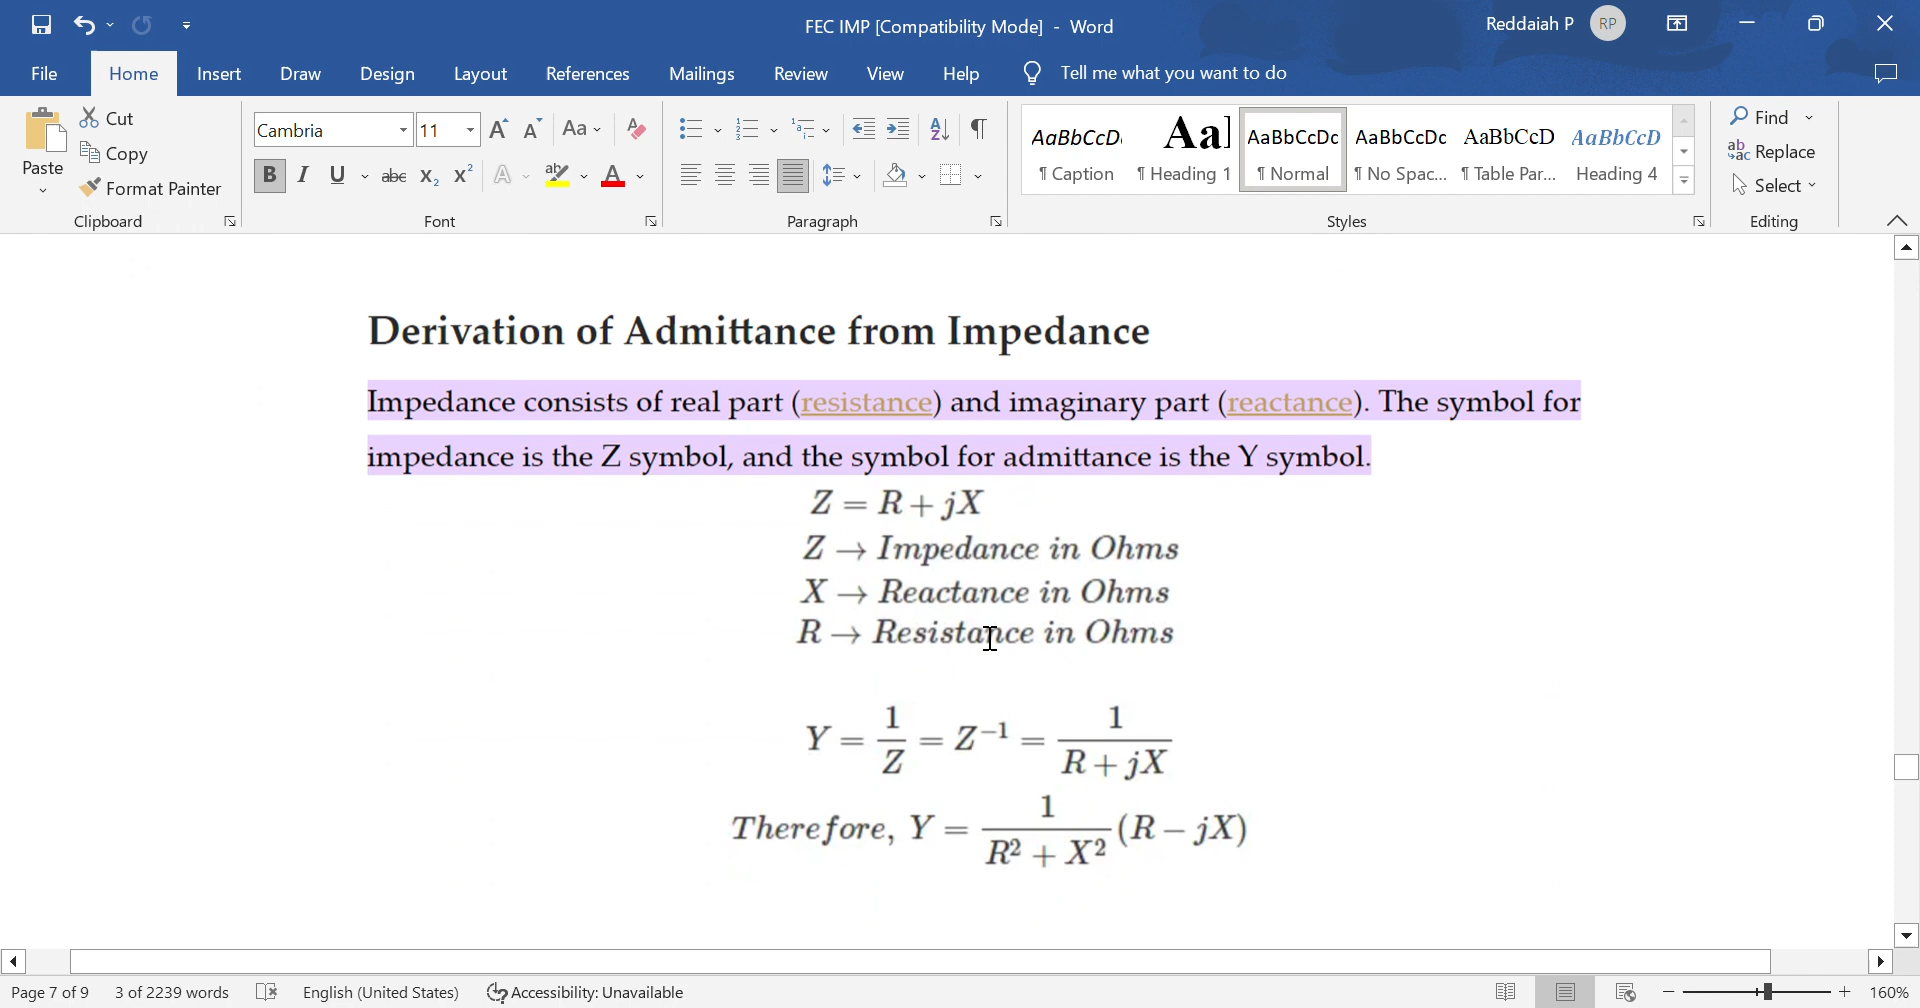 FEC IMP [Compatibility Mode] - Word
Reddaiah P RP
File Home Insert Draw Design Layout References Mailings Review View Help Tell me what you want to do
Paste Cut Copy Format Painter
Clipboard
Cambria 11
Font
Paragraph
AaBbCcD AaBbCcDc AaBbCcDc AaBbCcD AaBbCcD
¶ Caption ¶ Heading 1 ¶ Normal ¶ No Spac... ¶ Table Par... Heading 4
Styles
Find
Replace
Select
Editing
Derivation of Admittance from Impedance
Impedance consists of real part (resistance) and imaginary part (reactance). The symbol for
impedance is the Z symbol, and the symbol for admittance is the Y symbol.
Z = R + jX
Z → Impedance in Ohms
X → Reactance in Ohms
R → Resistance in Ohms
Y = 1/Z = Z⁻¹ = 1/(R + jX)
Therefore, Y = 1/(R² + X²) (R − jX)
Page 7 of 9 3 of 2239 words English (United States) Accessibility: Unavailable 160%